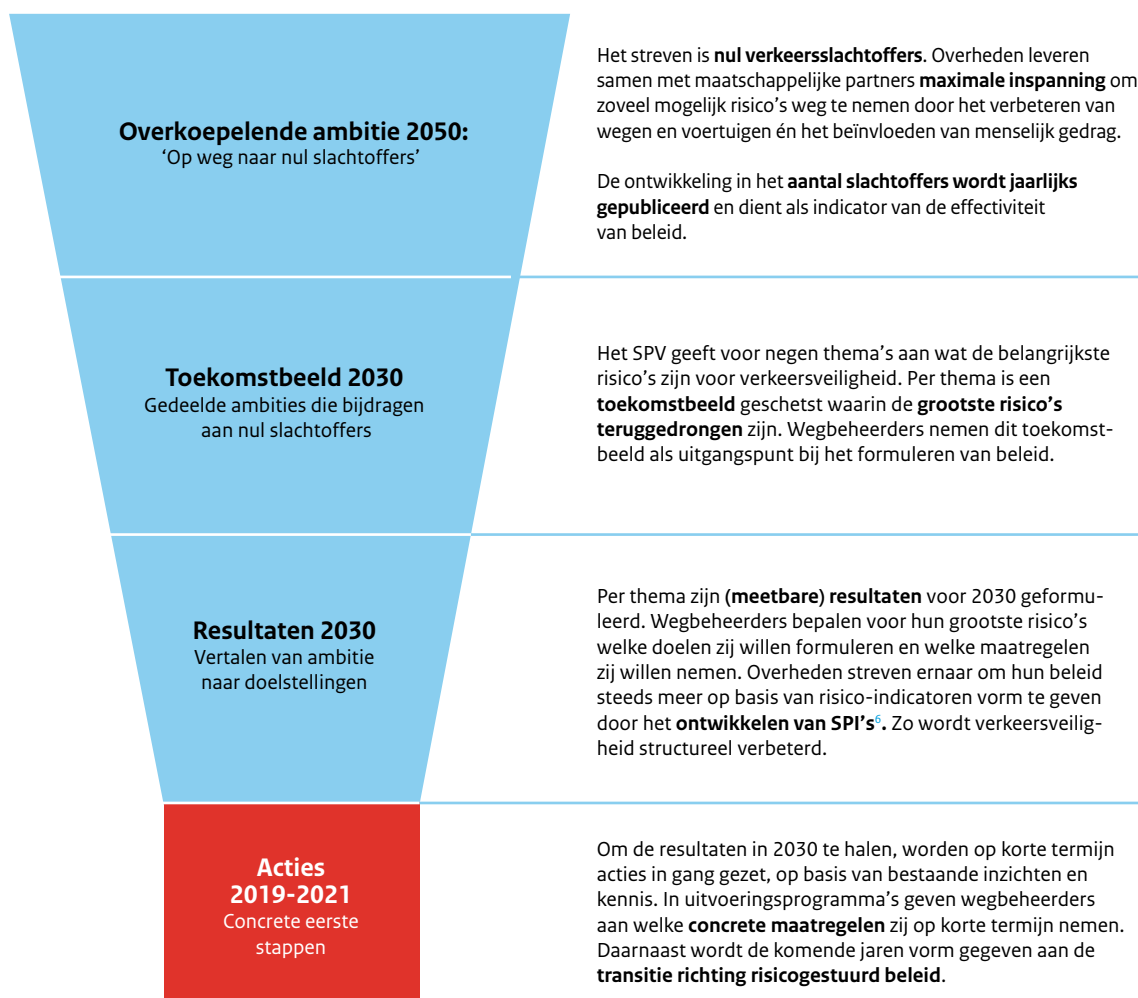 Overkoepelende ambitie 2050:
‘Op weg naar nul slachtoffers’
Het streven is nul verkeersslachtoffers. Overheden leveren
samen met maatschappelijke partners maximale inspanning om
zoveel mogelijk risico’s weg te nemen door het verbeteren van
wegen en voertuigen én het beïnvloeden van menselijk gedrag.
De ontwikkeling in het aantal slachtoffers wordt jaarlijks
gepubliceerd en dient als indicator van de effectiviteit
van beleid.
Toekomstbeeld 2030
Gedeelde ambities die bijdragen
aan nul slachtoffers
Het SPV geeft voor negen thema’s aan wat de belangrijkste
risico’s zijn voor verkeersveiligheid. Per thema is een
toekomstbeeld geschetst waarin de grootste risico’s
teruggedrongen zijn. Wegbeheerders nemen dit toekomst-
beeld als uitgangspunt bij het formuleren van beleid.
Resultaten 2030
Vertalen van ambitie
naar doelstellingen
Per thema zijn (meetbare) resultaten voor 2030 geformu-
leerd. Wegbeheerders bepalen voor hun grootste risico’s
welke doelen zij willen formuleren en welke maatregelen
zij willen nemen. Overheden streven ernaar om hun beleid
steeds meer op basis van risico-indicatoren vorm te geven
door het ontwikkelen van SPI’s⁶. Zo wordt verkeersveilig-
heid structureel verbeterd.
Acties
2019-2021
Concrete eerste
stappen
Om de resultaten in 2030 te halen, worden op korte termijn
acties in gang gezet, op basis van bestaande inzichten en
kennis. In uitvoeringsprogramma’s geven wegbeheerders
aan welke concrete maatregelen zij op korte termijn nemen.
Daarnaast wordt de komende jaren vorm gegeven aan de
transitie richting risicogestuurd beleid.